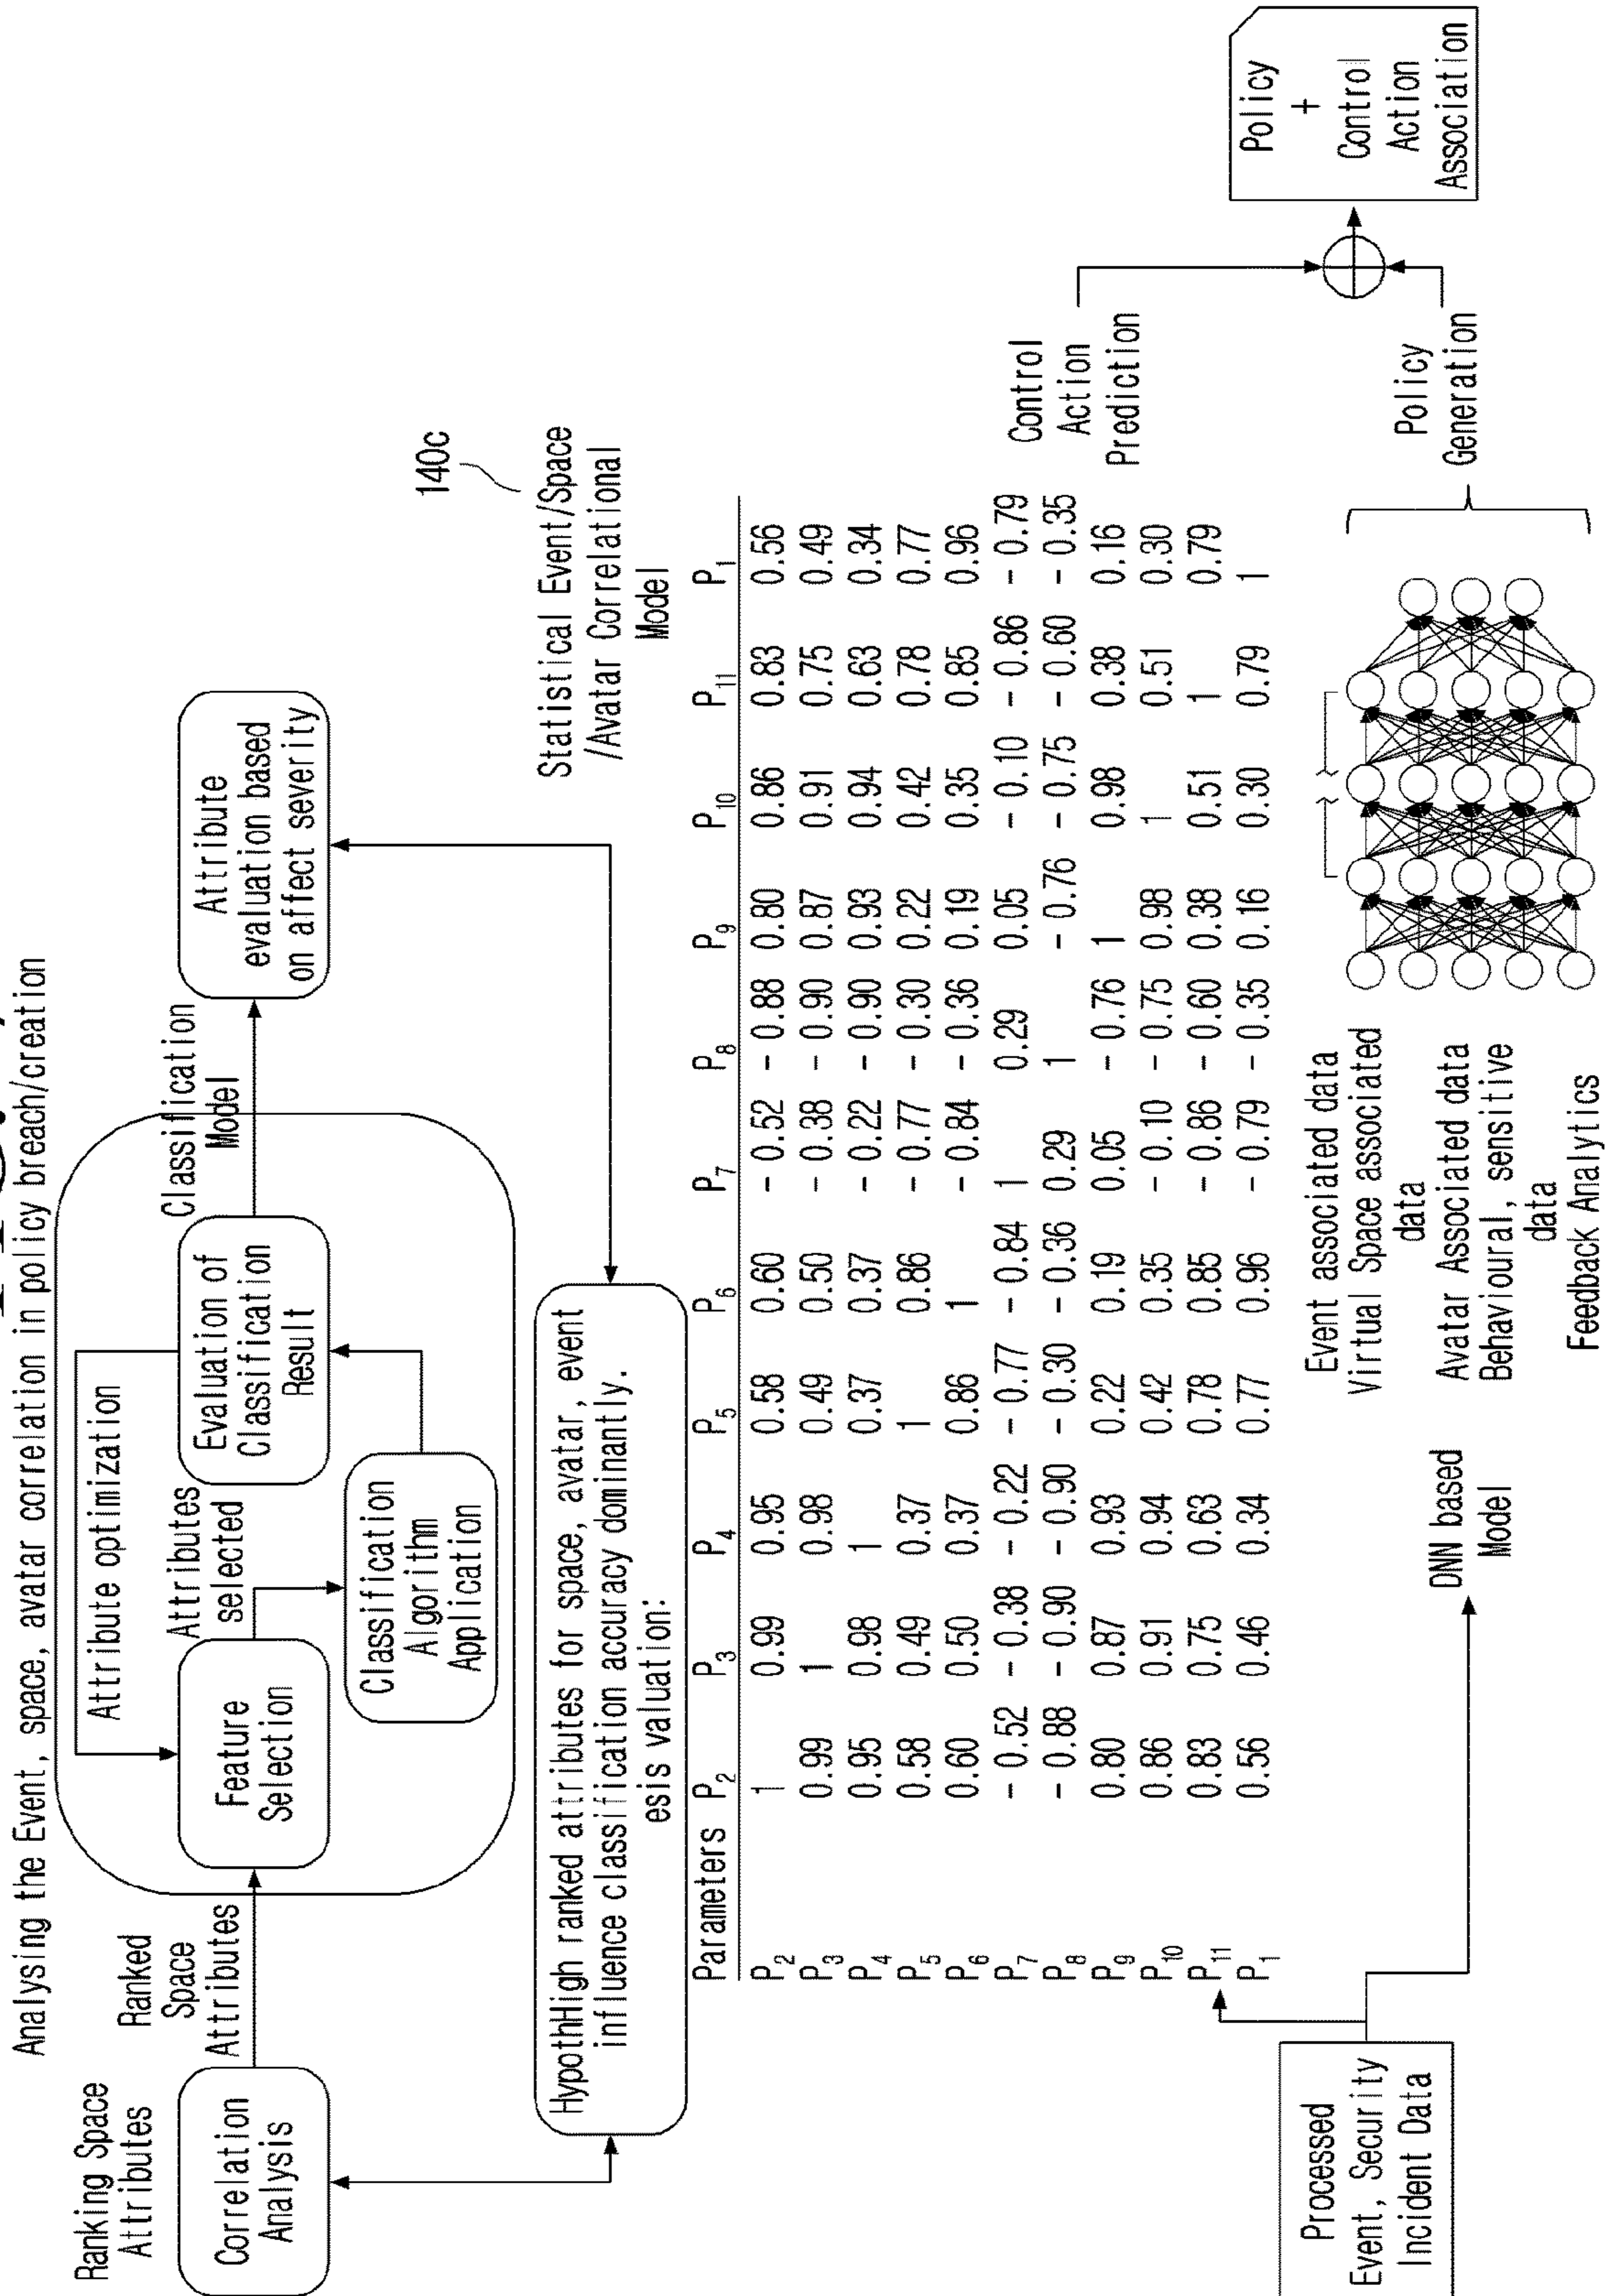 Analysing the Event, space, avatar correlation in policy breach/creation
Ranking Space
Attributes
Correlation
Analysis
Ranked
Space
Attributes
Attribute optimization
Feature
Selection
Attributes
selected
Classification
Algorithm
Application
Evaluation of
Classification
Result
Classification
Model
Attribute
evaluation based
on affect severity
HypothHigh ranked attributes for space, avatar, event
influence classification accuracy dominantly.
esis valuation:
140c
Statistical Event/Space
/Avatar Correlational
Model
Parameters P2 P3 P4 P5 P6 P7 P8 P9 P10 P11 P1
P2 1 0.99 0.95 0.58 0.60 - 0.52 - 0.88 0.80 0.86 0.83 0.56
P3 0.99 1 0.98 0.49 0.50 - 0.38 - 0.90 0.87 0.91 0.75 0.49
P4 0.95 0.98 1 0.37 0.37 - 0.22 - 0.90 0.93 0.94 0.63 0.34
P5 0.58 0.49 0.37 1 0.86 - 0.77 - 0.30 0.22 0.42 0.78 0.77
P6 0.60 0.50 0.37 0.86 1 - 0.84 - 0.36 0.19 0.35 0.85 0.96
P7 - 0.52 - 0.38 - 0.22 - 0.77 - 0.84 1 0.29 0.05 - 0.10 - 0.86 - 0.79
P8 - 0.88 - 0.90 - 0.90 - 0.30 - 0.36 0.29 1 - 0.76 - 0.75 - 0.60 - 0.35
P9 0.80 0.87 0.93 0.22 0.19 0.05 - 0.76 1 0.98 0.38 0.16
P10 0.86 0.91 0.94 0.42 0.35 - 0.10 - 0.75 0.98 1 0.51 0.30
P11 0.83 0.75 0.63 0.78 0.85 - 0.86 - 0.60 0.38 0.51 1 0.79
P1 0.56 0.46 0.34 0.77 0.96 - 0.79 - 0.35 0.16 0.30 0.79 1
Control
Action
Prediction
Processed
Event, Security
Incident Data
DNN based
Model
Event associated data
Virtual Space associated
data
Avatar Associated data
Behavioural, sensitive
data
Feedback Analytics
Policy
Generation
Policy
+
Control
Action
Association